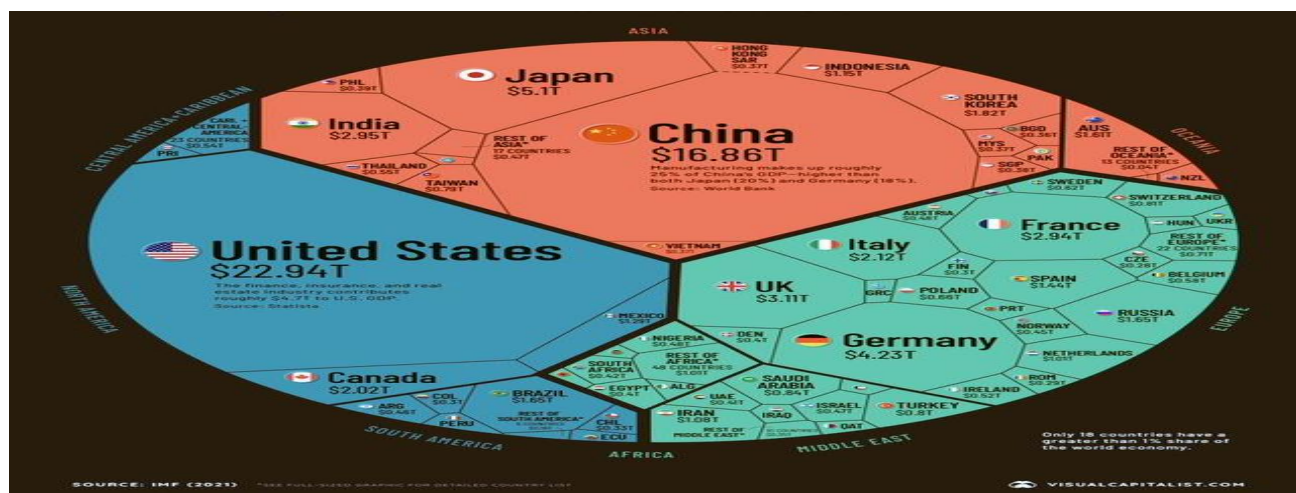 ASIA
HONG
KONG
SAR
$0.37T
INDONESIA
$1.15T
PHL
$0.39T
Japan
$5.1T
SOUTH
KOREA
$1.82T
India
$2.95T
REST OF
ASIA*
17 COUNTRIES
$0.47T
China
$16.86T
Manufacturing makes up roughly
25% of China's GDP—higher than
both Japan (20%) and Germany (18%).
Source: World Bank
THAILAND
$0.55T
TAIWAN
$0.79T
BGD
$0.36T
MYS
$0.37T
SGP
$0.38T
PAK
VIETNAM
OCEANIA
AUS
$1.61T
REST OF
OCEANIA*
13 COUNTRIES
$0.04T
NZL
CENTRAL AMERICA+CARIBBEAN
CARI. +
CENTRAL-
AMERICA
23 COUNTRIES
$0.54T
PRI
NORTH AMERICA
United States
$22.94T
The finance, insurance, and real
estate industry contributes
roughly $4.7T to U.S. GDP.
Source: Statista
MEXICO
$1.29T
Canada
$2.02T
EUROPE
SWEDEN
$0.62T
SWITZERLAND
$0.81T
AUSTRIA
$0.48T
France
$2.94T
HUN
UKR
REST OF
EUROPE*
22 COUNTRIES
$0.71T
Italy
$2.12T
FIN
$0.3T
CZE
$0.28T
BELGIUM
$0.58T
SPAIN
$1.44T
UK
$3.11T
GRC
POLAND
$0.66T
PRT
RUSSIA
$1.65T
NORWAY
$0.45T
DEN
$0.4T
Germany
$4.23T
NETHERLANDS
$1.01T
ROM
$0.29T
IRELAND
$0.52T
SOUTH AMERICA
ARG
$0.46T
COL
$0.3T
PERU
BRAZIL
$1.65T
REST OF
SOUTH AMERICA*
CHL
$0.33T
ECU
AFRICA
NIGERIA
$0.48T
REST OF
AFRICA*
48 COUNTRIES
$1.01T
SOUTH
AFRICA
$0.42T
EGYPT
$0.4T
ALG
MIDDLE EAST
SAUDI
ARABIA
$0.84T
UAE
$0.41T
IRAN
$1.08T
IRAQ
ISRAEL
$0.47T
TURKEY
$0.8T
QAT
REST OF
MIDDLE EAST*
Only 18 countries have a
greater than 1% share of
the world economy.
SOURCE: IMF (2021)
*SEE FULL-SIZED GRAPHIC FOR DETAILED COUNTRY LIST
VISUALCAPITALIST.COM